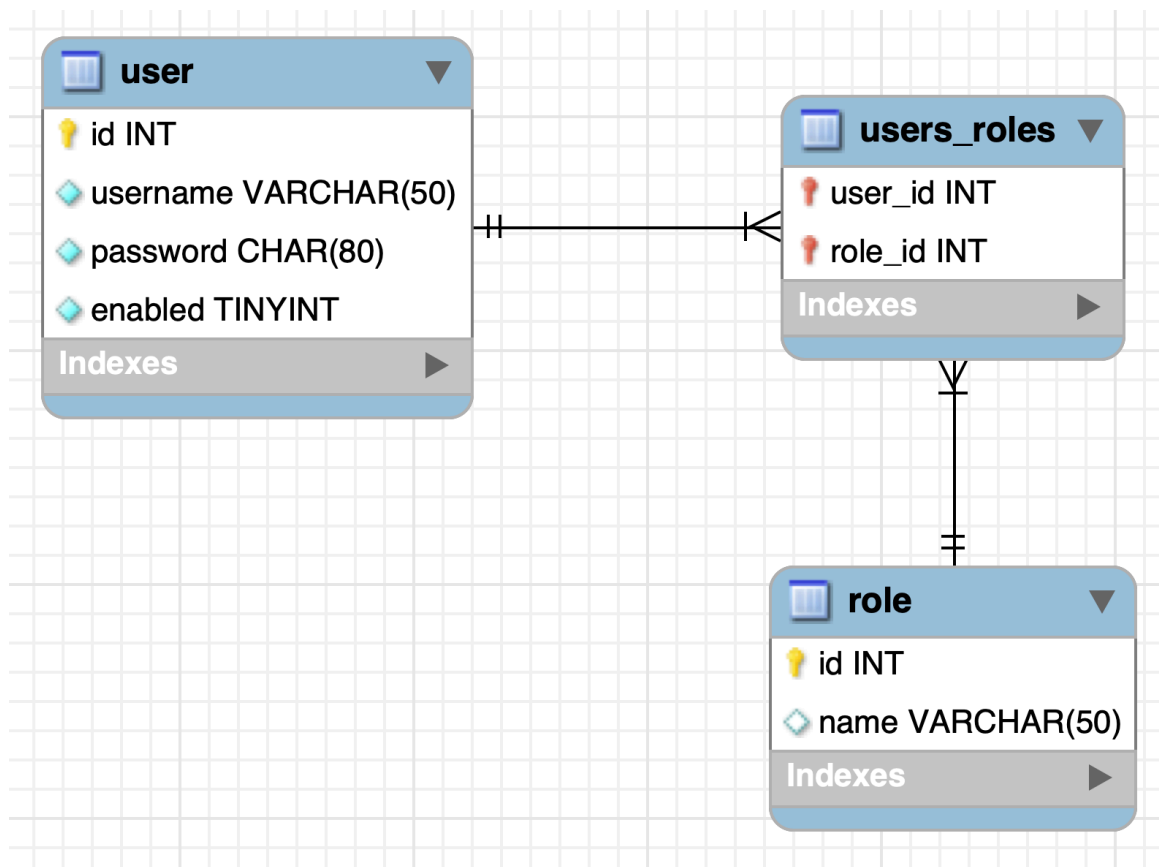 user
id INT
username VARCHAR(50)
password CHAR(80)
enabled TINYINT
Indexes
users_roles
user_id INT
role_id INT
Indexes
role
id INT
name VARCHAR(50)
Indexes